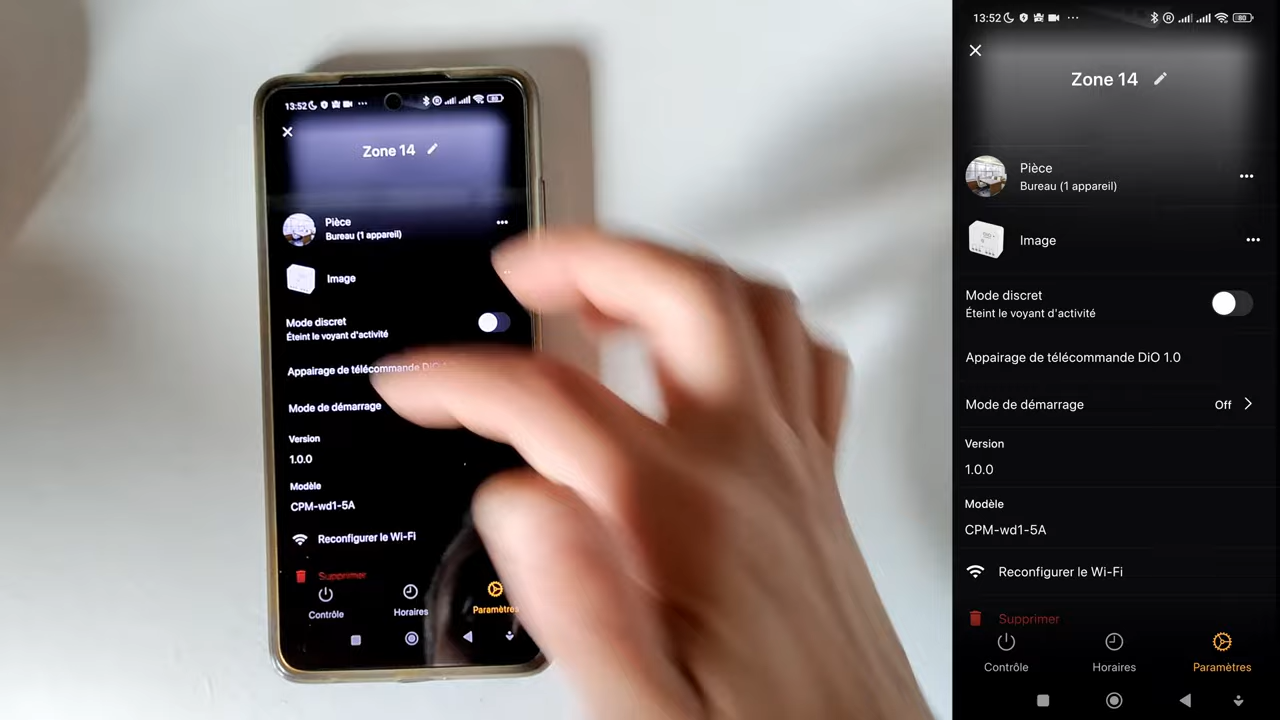 13:52
Zone 14
Pièce
Bureau (1 appareil)
Image
Mode discret
Éteint le voyant d'activité
Appairage de télécommande DiO
Mode de démarrage
Version
1.0.0
Modèle
CPM-wd1-5A
Reconfigurer le Wi-Fi
Supprimer
Contrôle
Horaires
Paramètres
13:52
80
Zone 14
Pièce
Bureau (1 appareil)
Image
Mode discret
Éteint le voyant d'activité
Appairage de télécommande DiO 1.0
Mode de démarrage
Off
Version
1.0.0
Modèle
CPM-wd1-5A
Reconfigurer le Wi-Fi
Supprimer
Contrôle
Horaires
Paramètres